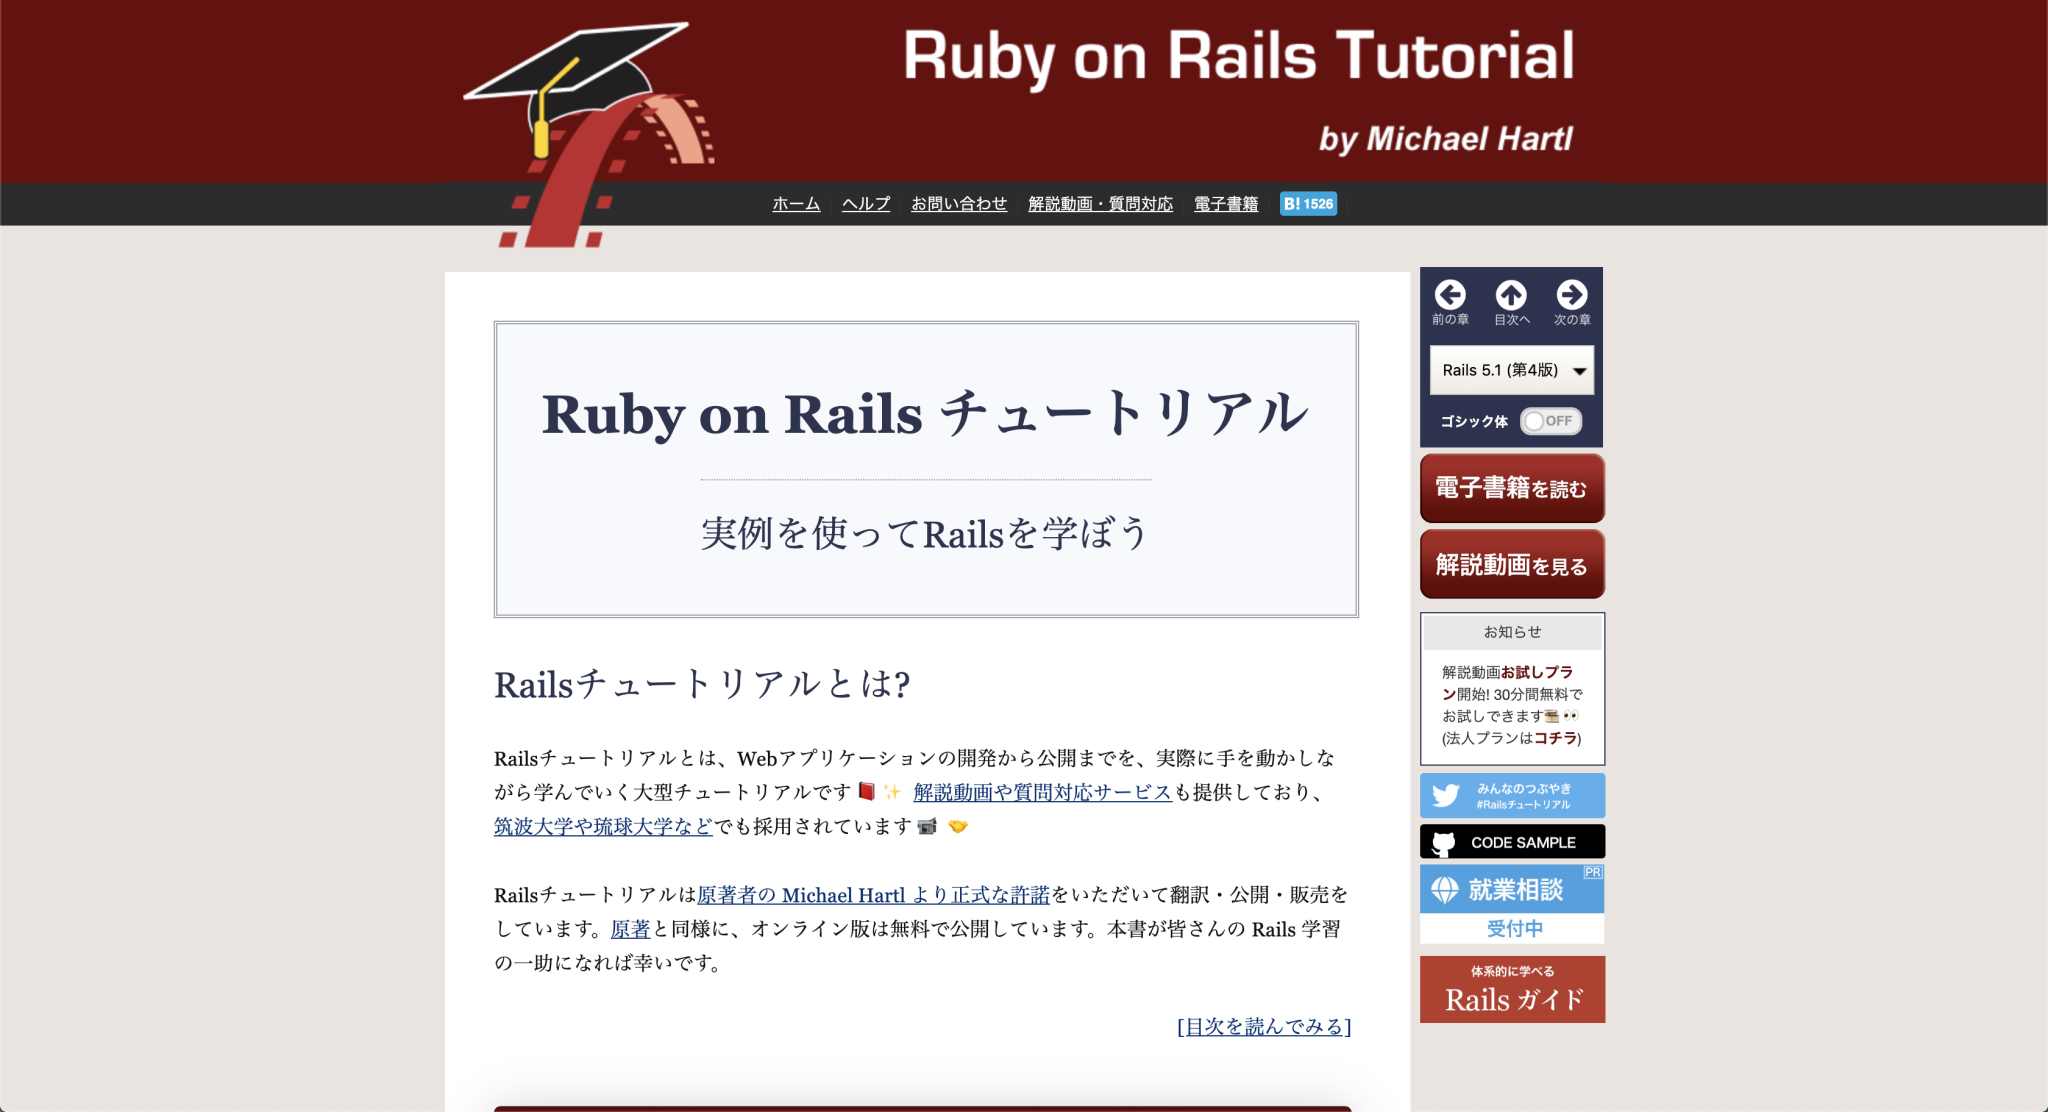 Ruby on Rails Tutorial
by Michael Hartl
ホーム ヘルプ お問い合わせ 解説動画・質問対応 電子書籍 B! 1526
Ruby on Rails チュートリアル
実例を使ってRailsを学ぼう
Railsチュートリアルとは?
Railsチュートリアルとは、Webアプリケーションの開発から公開までを、実際に手を動かしな
がら学んでいく大型チュートリアルです📕✨ 解説動画や質問対応サービスも提供しており、
筑波大学や琉球大学などでも採用されています📹 🤝
Railsチュートリアルは原著者の Michael Hartl より正式な許諾をいただいて翻訳・公開・販売を
しています。原著と同様に、オンライン版は無料で公開しています。本書が皆さんの Rails 学習
の一助になれば幸いです。
[目次を読んでみる]
前の章 目次へ 次の章
Rails 5.1 (第4版)
ゴシック体 OFF
電子書籍を読む
解説動画を見る
お知らせ
解説動画お試しプラ
ン開始! 30分間無料で
お試しできます👀
(法人プランはコチラ)
みんなのつぶやき
#Railsチュートリアル
CODE SAMPLE
PR
就業相談
受付中
体系的に学べる
Rails ガイド